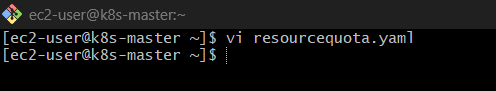 ec2-user@k8s-master:~
[ec2-user@k8s-master ~]$ vi resourcequota.yaml
[ec2-user@k8s-master ~]$